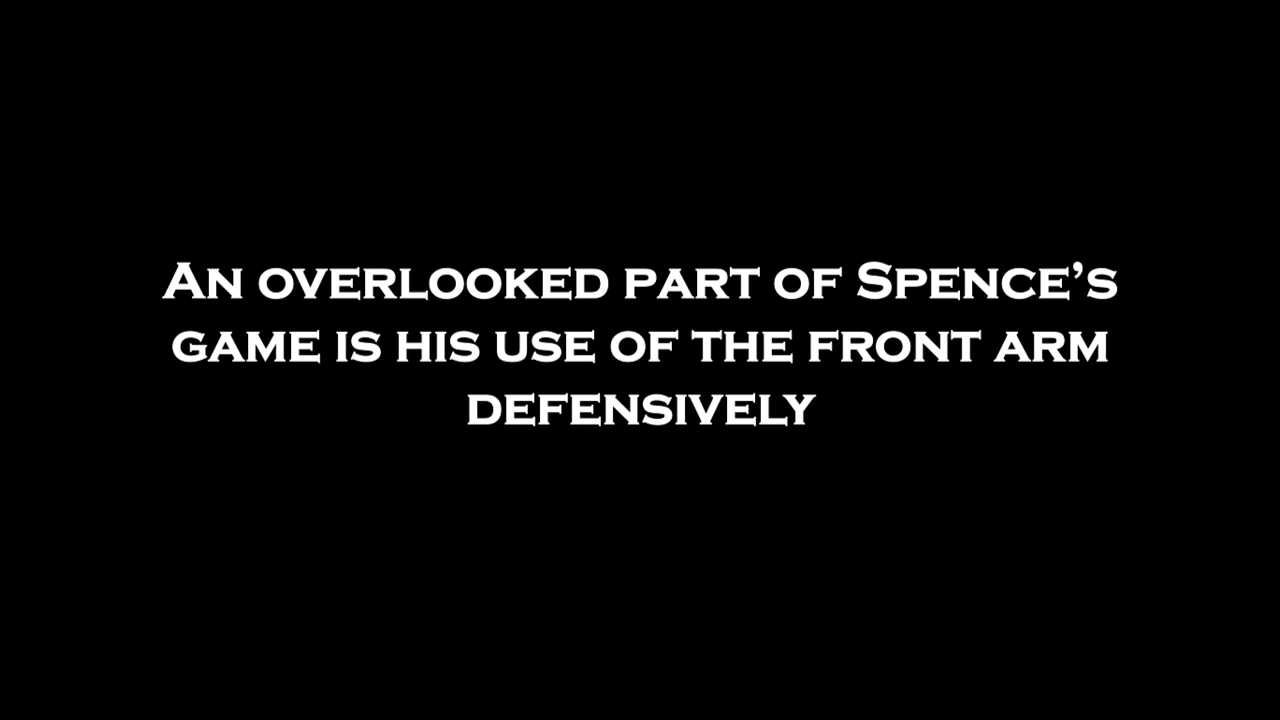 An overlooked part of Spence’s
game is his use of the front arm
defensively